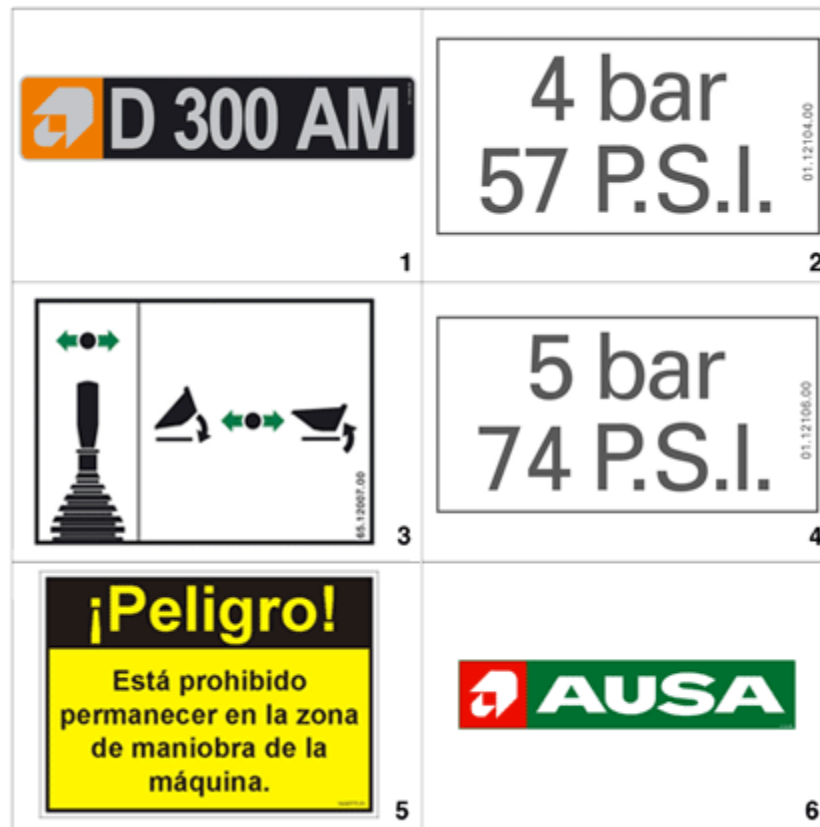 D 300 AM
1
4 bar
57 P.S.I.
01.12104.00
2
65.12007.00
3
5 bar
74 P.S.I.
01.12106.00
4
¡Peligro!
Está prohibido
permanecer en la zona
de maniobra de la
máquina.
5
AUSA
6